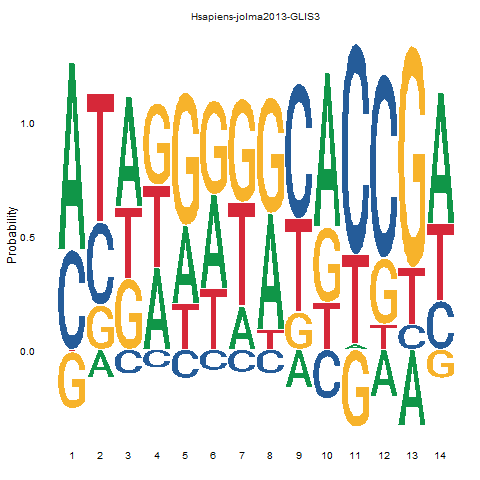 Hsapiens-jolma2013-GLIS3
Probability
1.0
0.5
0.0
A T A G G G G G C A C C G A
C C T T A A T A T G T G T T
G G G A T T A T G T A T C C
A C C C C C C A C G A A G
1 2 3 4 5 6 7 8 9 10 11 12 13 14